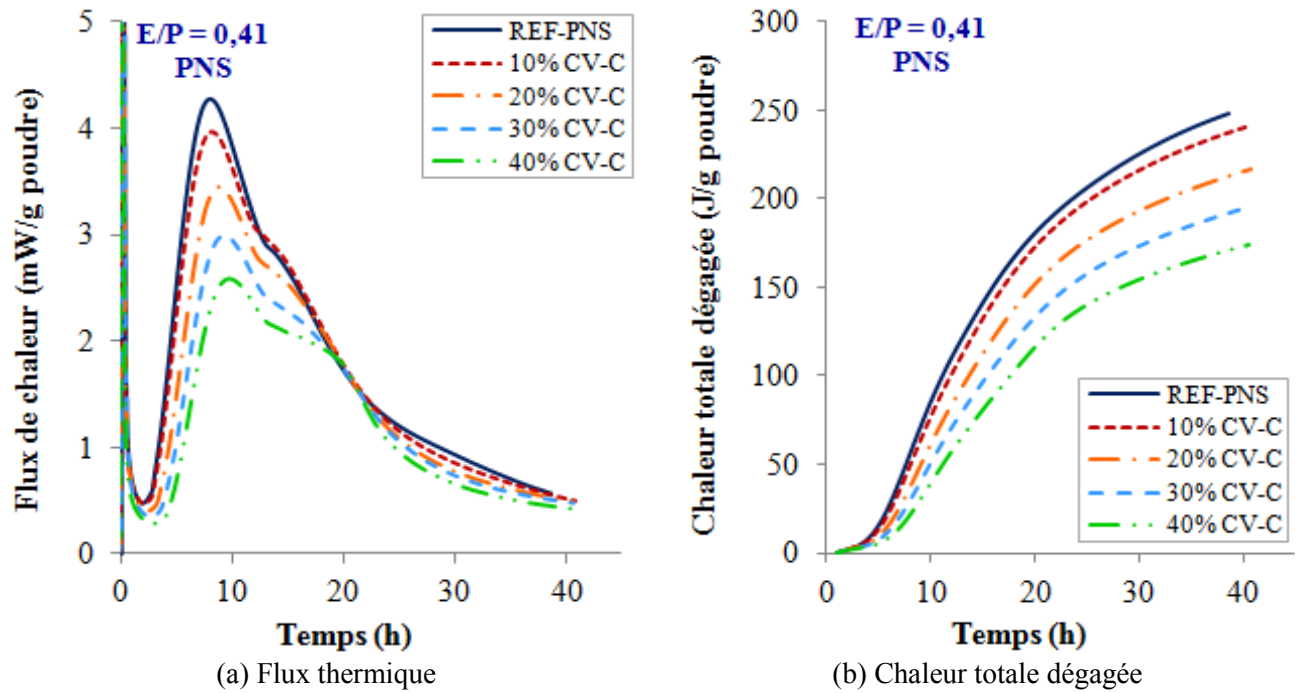 E/P = 0,41
PNS
Flux de chaleur (mW/g poudre)
5
4
3
2
1
0
REF-PNS
10% CV-C
20% CV-C
30% CV-C
40% CV-C
0
10
20
30
40
Temps (h)
(a) Flux thermique
E/P = 0,41
PNS
Chaleur totale dégagée (J/g poudre)
300
250
200
150
100
50
0
REF-PNS
10% CV-C
20% CV-C
30% CV-C
40% CV-C
0
10
20
30
40
Temps (h)
(b) Chaleur totale dégagée